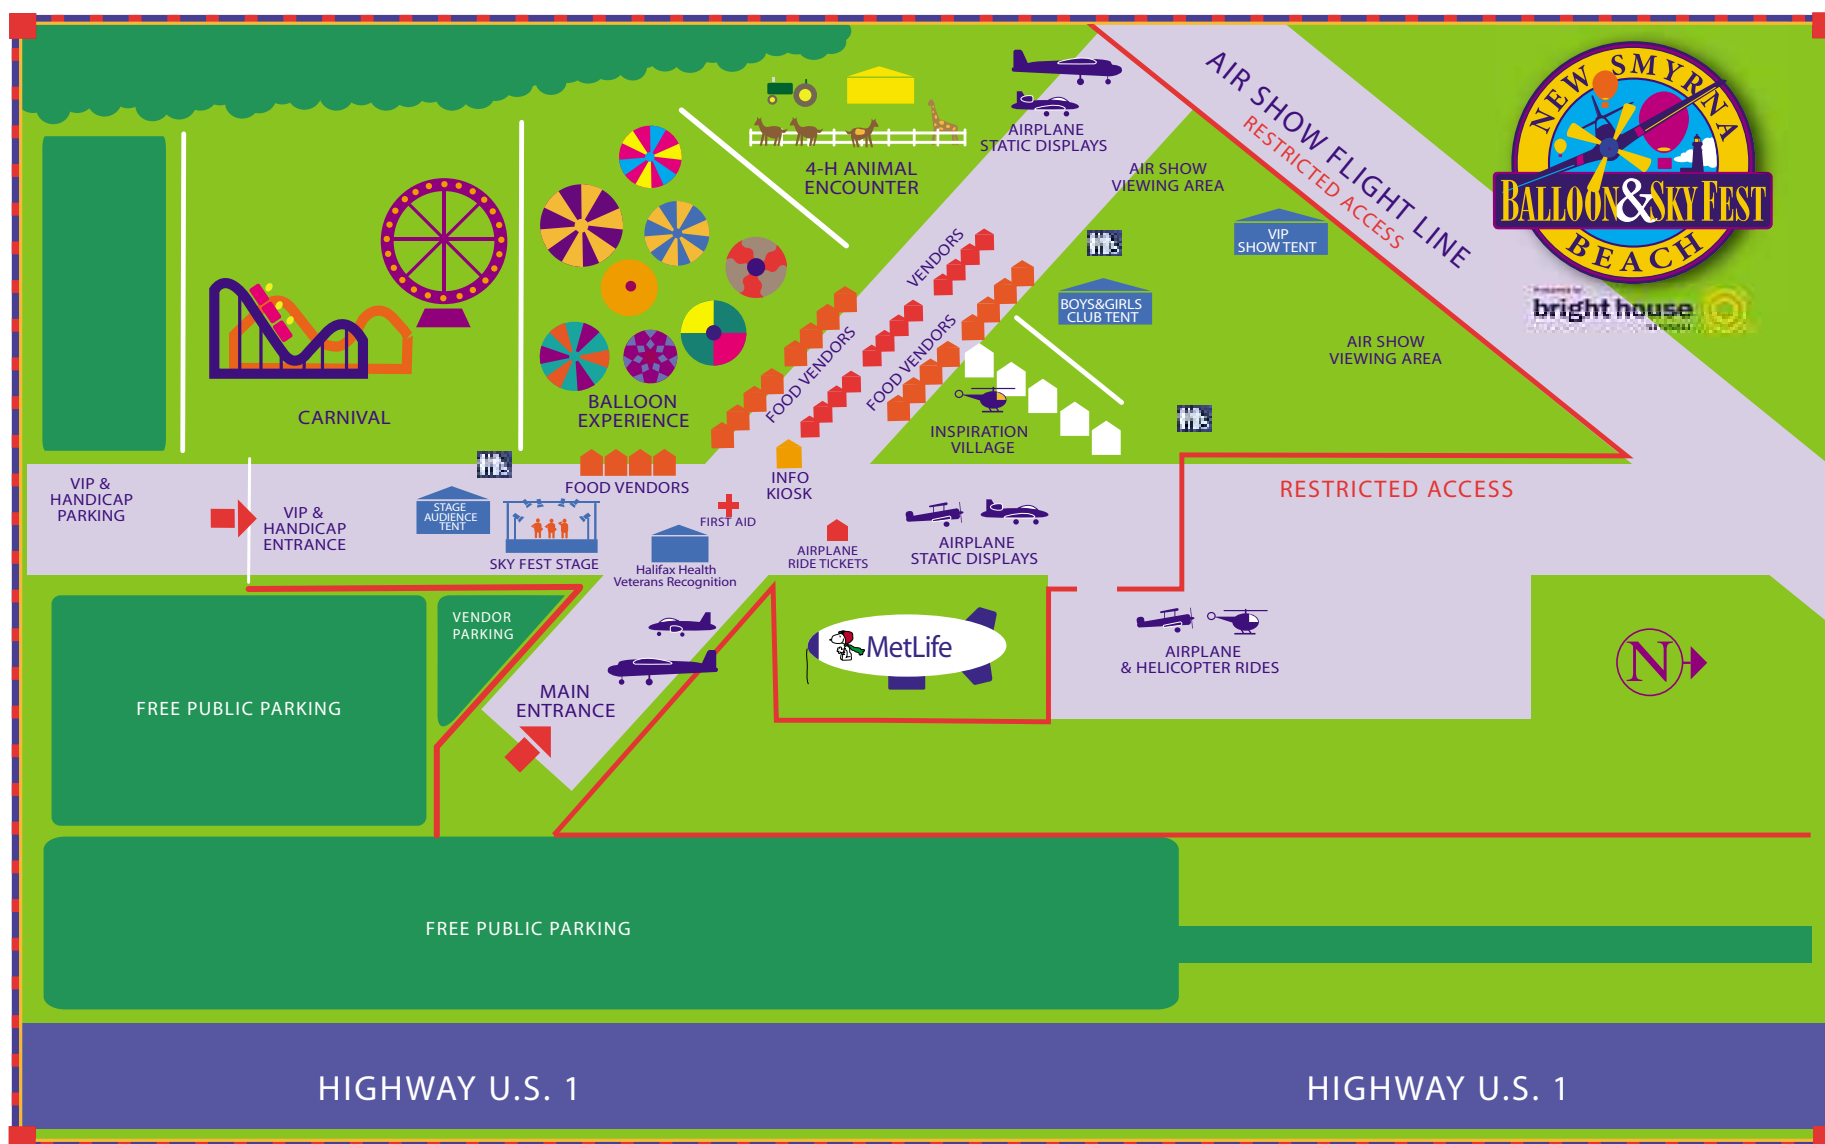 AIRPLANE
STATIC DISPLAYS
4-H ANIMAL
ENCOUNTER
AIR SHOW
VIEWING AREA
AIR SHOW FLIGHT LINE
RESTRICTED ACCESS
NEW SMYRNA
BALLOON & SKY FEST
BEACH
bright house
VIP
SHOW TENT
BOYS&GIRLS
CLUB TENT
AIR SHOW
VIEWING AREA
VENDORS
FOOD VENDORS
FOOD VENDORS
CARNIVAL
BALLOON
EXPERIENCE
INSPIRATION
VILLAGE
VIP &
HANDICAP
PARKING
VIP &
HANDICAP
ENTRANCE
STAGE
AUDIENCE
TENT
FOOD VENDORS
SKY FEST STAGE
INFO
KIOSK
FIRST AID
Halifax Health
Veterans Recognition
AIRPLANE
RIDE TICKETS
AIRPLANE
STATIC DISPLAYS
RESTRICTED ACCESS
VENDOR
PARKING
MetLife
AIRPLANE
& HELICOPTER RIDES
N
MAIN
ENTRANCE
FREE PUBLIC PARKING
FREE PUBLIC PARKING
HIGHWAY U.S. 1
HIGHWAY U.S. 1